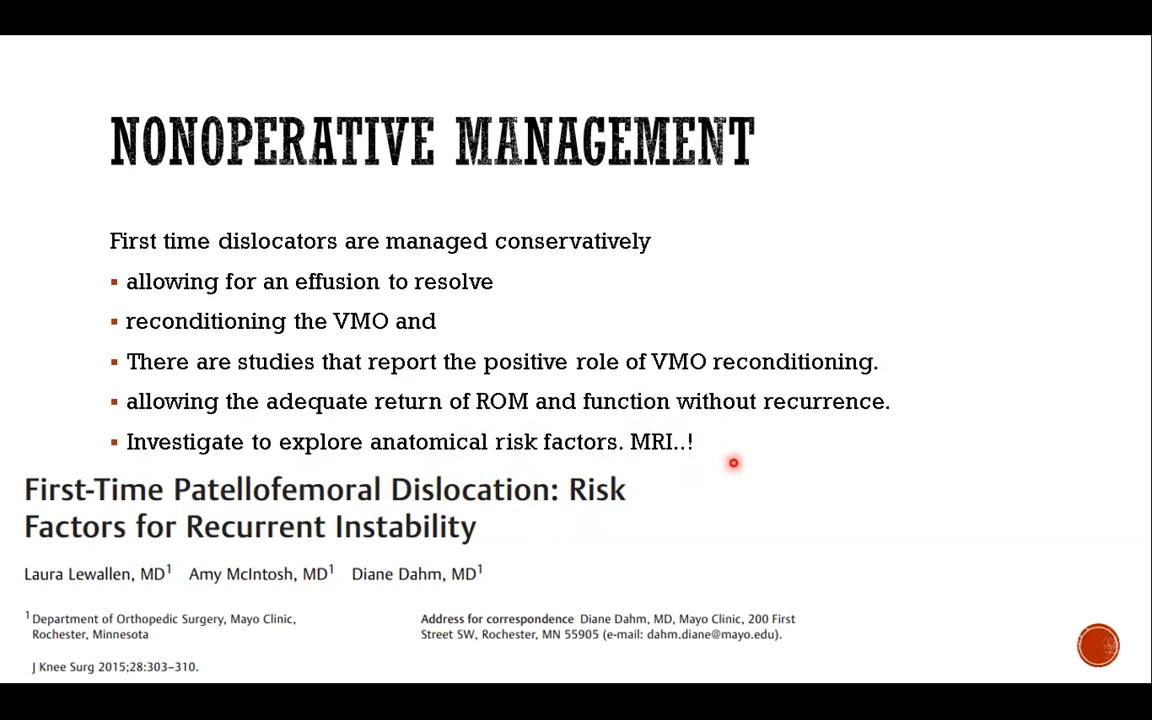 NONOPERATIVE MANAGEMENT
First time dislocators are managed conservatively
▪ allowing for an effusion to resolve
▪ reconditioning the VMO and
▪ There are studies that report the positive role of VMO reconditioning.
▪ allowing the adequate return of ROM and function without recurrence.
▪ Investigate to explore anatomical risk factors. MRI..!
First-Time Patellofemoral Dislocation: Risk
Factors for Recurrent Instability
Laura Lewallen, MD¹ Amy McIntosh, MD¹ Diane Dahm, MD¹
¹ Department of Orthopedic Surgery, Mayo Clinic,
Rochester, Minnesota
Address for correspondence Diane Dahm, MD, Mayo Clinic, 200 First
Street SW, Rochester, MN 55905 (e-mail: dahm.diane@mayo.edu).
J Knee Surg 2015;28:303–310.